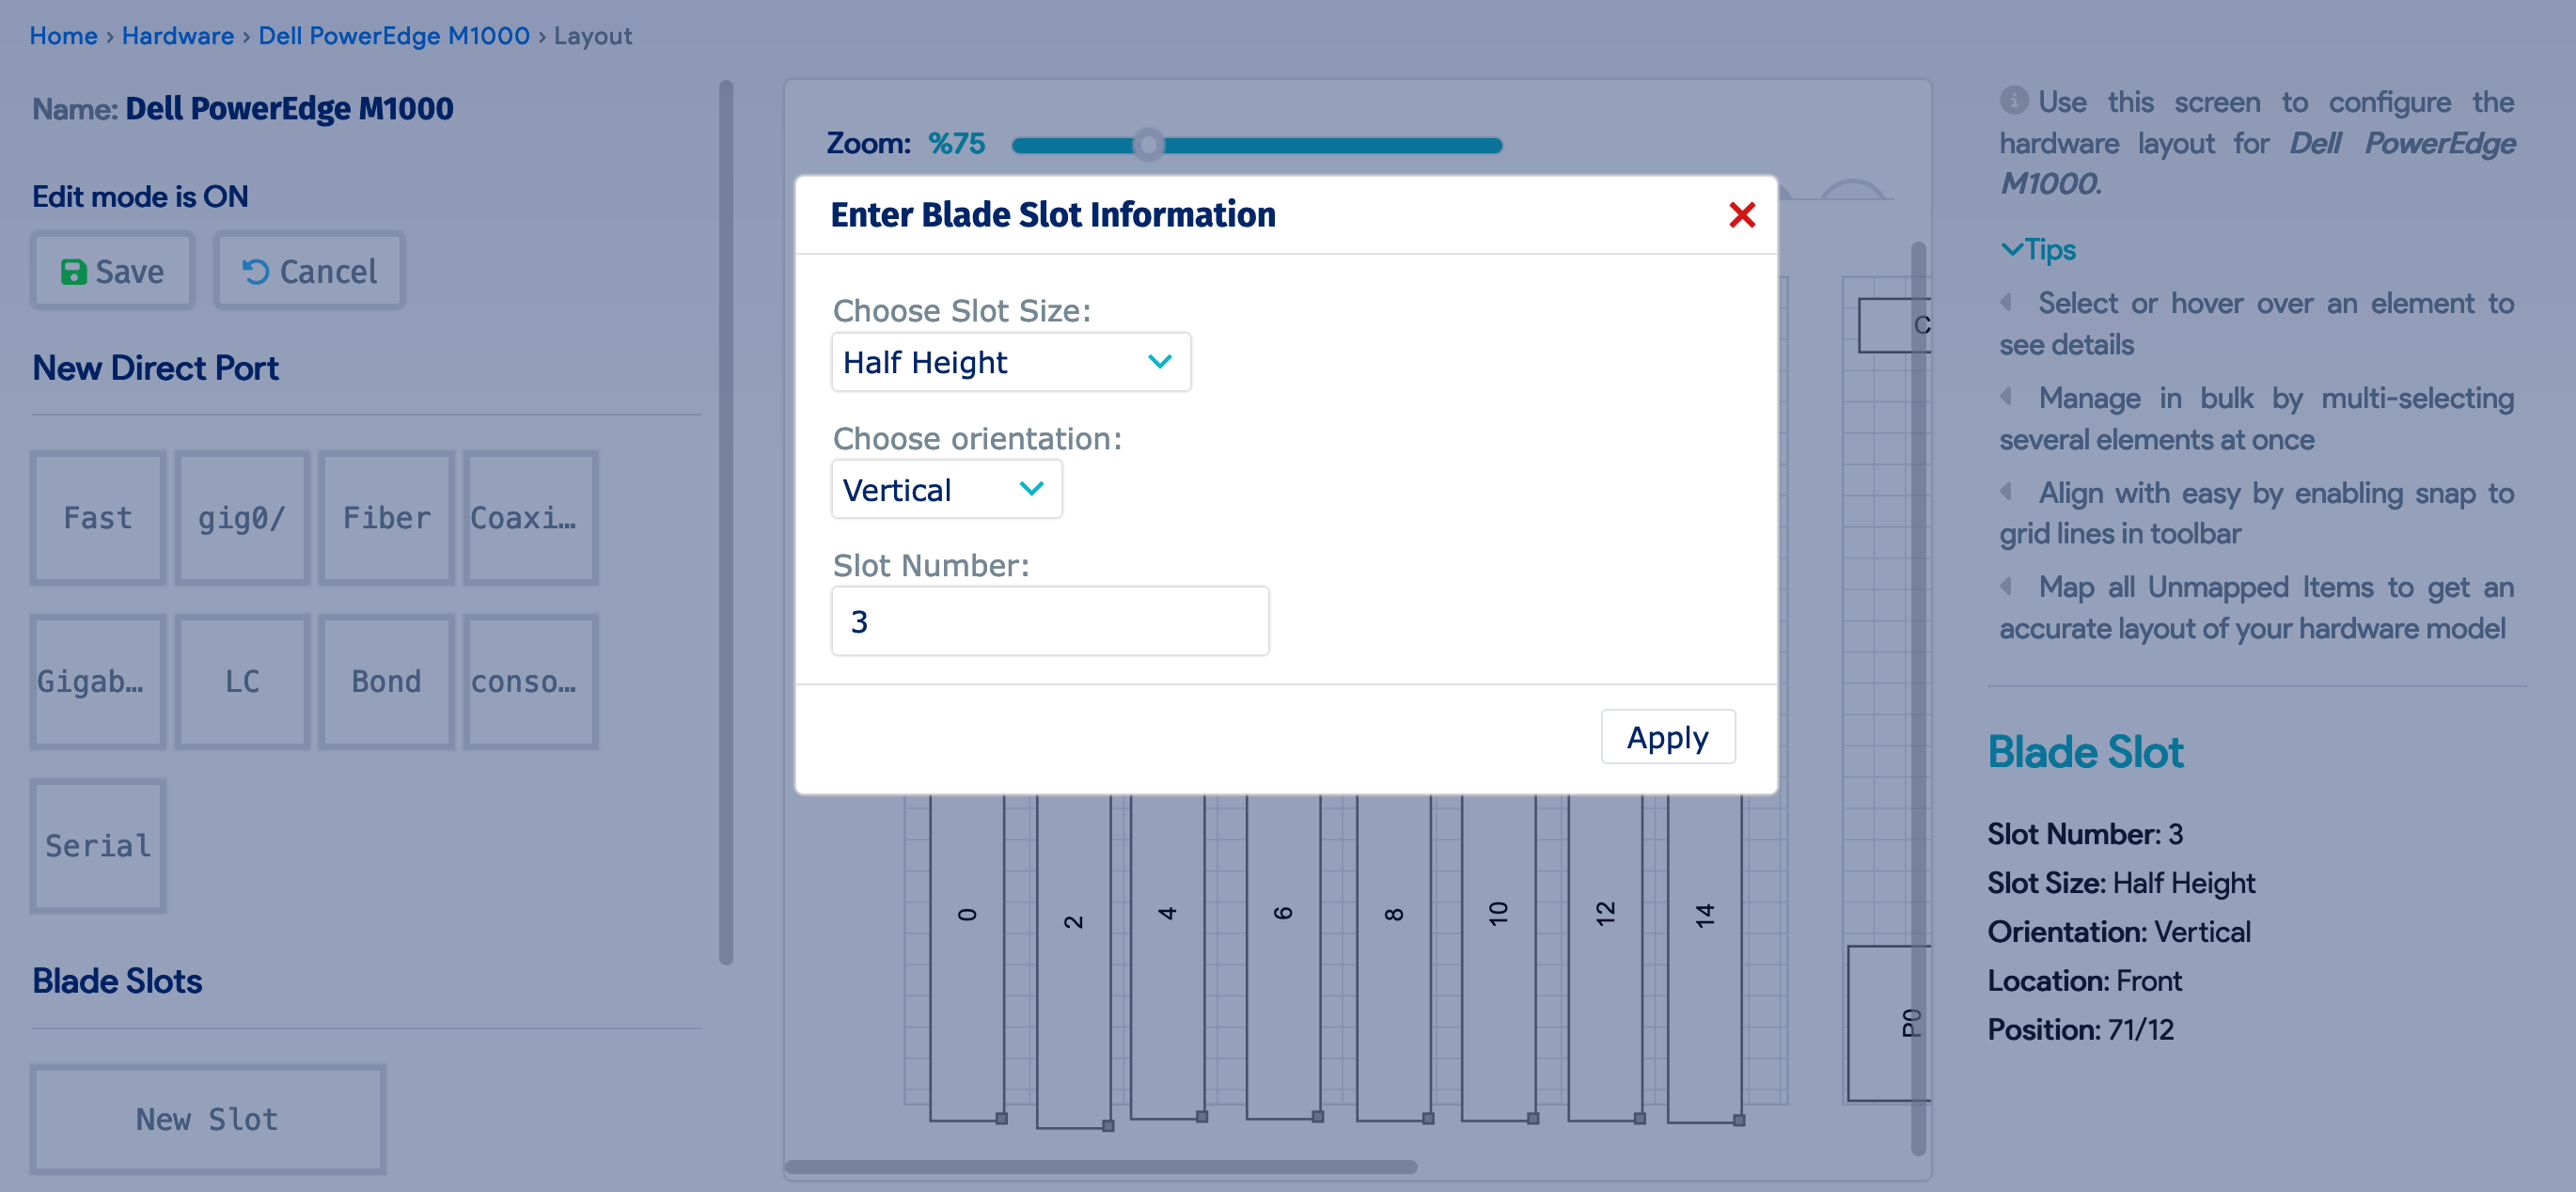 Home › Hardware › Dell PowerEdge M1000 › Layout
Name: Dell PowerEdge M1000
Edit mode is ON
Save
Cancel
New Direct Port
Fast
gig0/
Fiber
Coaxi...
Gigab...
LC
Bond
conso...
Serial
Blade Slots
New Slot
Zoom: %75
Enter Blade Slot Information
Choose Slot Size:
Half Height
Choose orientation:
Vertical
Slot Number:
3
Apply
0
2
4
6
8
10
12
14
C
P0
Use this screen to configure the
hardware layout for Dell PowerEdge
M1000.
Tips
Select or hover over an element to
see details
Manage in bulk by multi-selecting
several elements at once
Align with easy by enabling snap to
grid lines in toolbar
Map all Unmapped Items to get an
accurate layout of your hardware model
Blade Slot
Slot Number: 3
Slot Size: Half Height
Orientation: Vertical
Location: Front
Position: 71/12